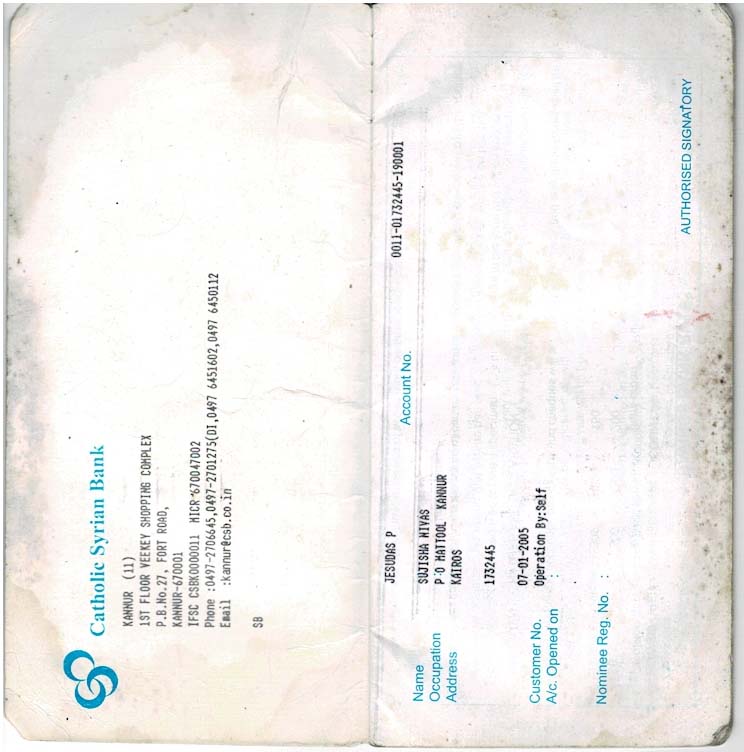 Catholic Syrian Bank
KANNUR (11)
1ST FLOOR VEEKEY SHOPPING COMPLEX
P.B.No.27, FORT ROAD,
KANNUR-670001
IFSC CSBK0000011 MICR*670047002
Phone :0497-2706645,0497-2701275(DI,0497 6451602,0497 6450112
Email :kannur@csb.co.in
SB
JESUDAS P
Name Account No. 0011-01732445-190001
Occupation SUJISHA NIVAS
Address P O MATTOOL KANNUR
KAIROS
1732445
Customer No. 07-01-2005
A/c. Opened on : Operation By:Self
Nominee Reg. No. :
AUTHORISED SIGNATORY